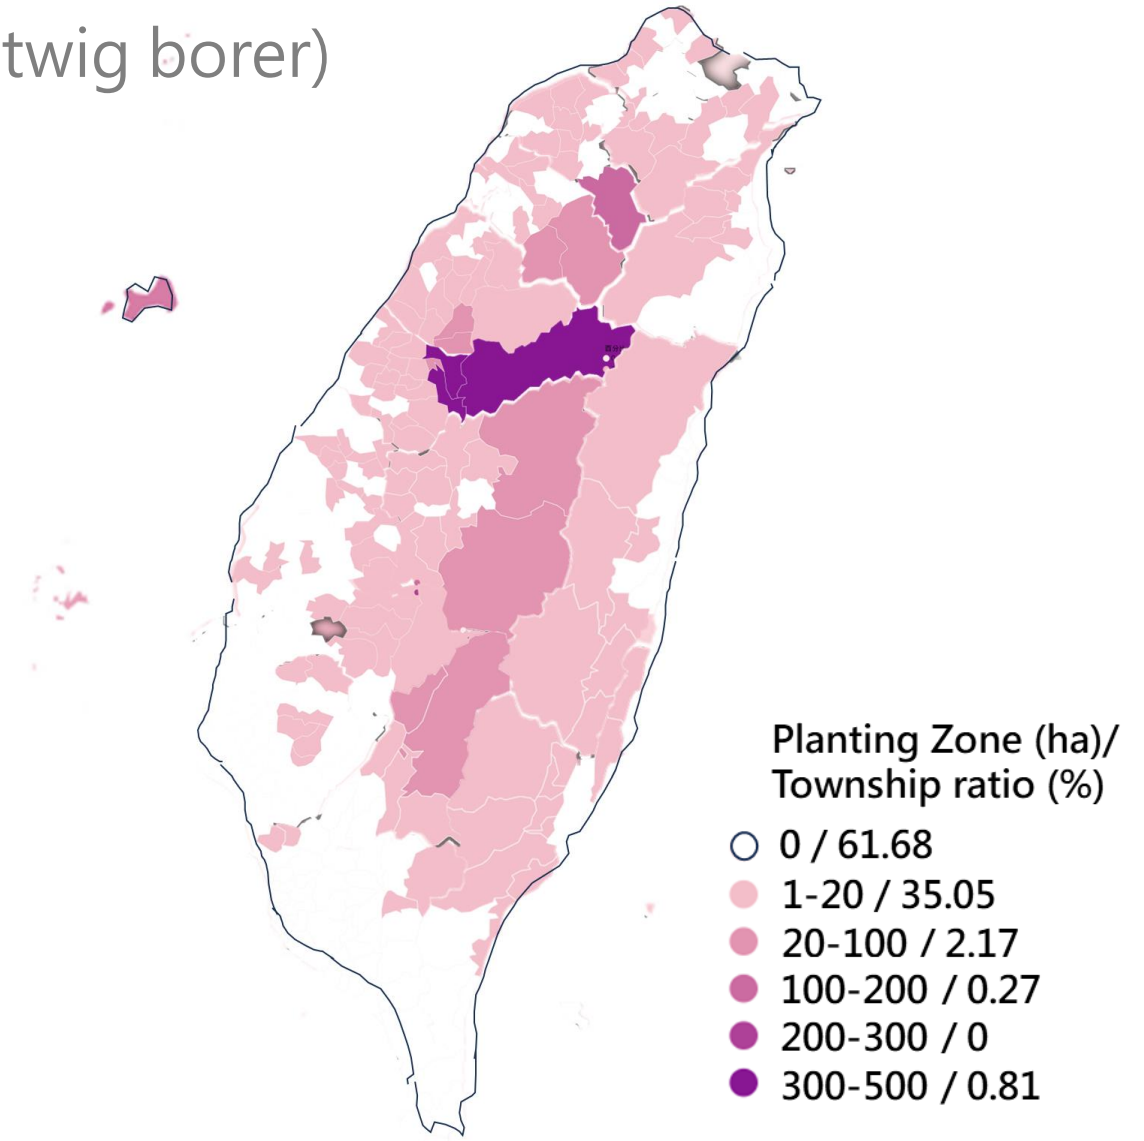 twig borer)
Planting Zone (ha)/
Township ratio (%)
0 / 61.68
1-20 / 35.05
20-100 / 2.17
100-200 / 0.27
200-300 / 0
300-500 / 0.81